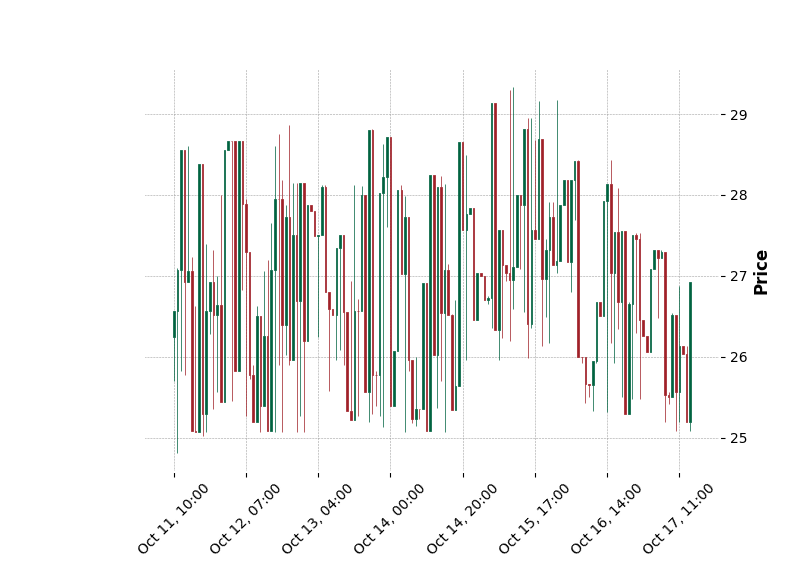 29
28
27
26
25
Price
Oct 11, 10:00
Oct 12, 07:00
Oct 13, 04:00
Oct 14, 00:00
Oct 14, 20:00
Oct 15, 17:00
Oct 16, 14:00
Oct 17, 11:00